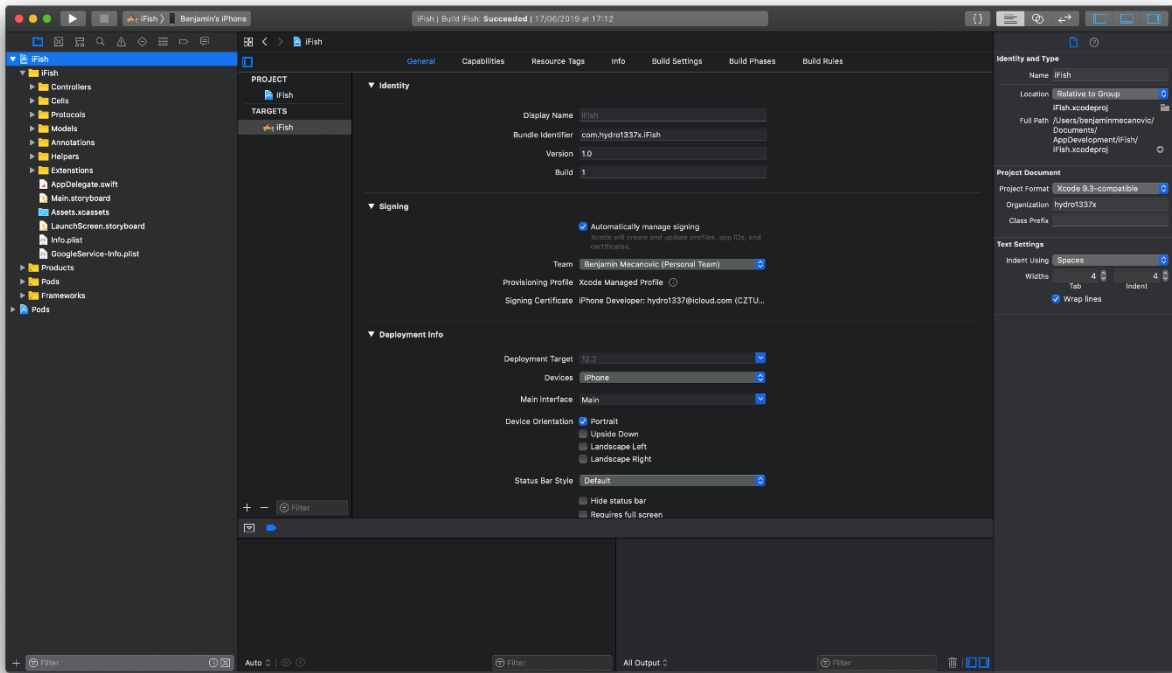 iFish
Benjamin's iPhone
iFish | Build iFish: Succeeded | 17/06/2019 at 17:12
{}
iFish
iFish
Controllers
Cells
Protocols
Models
Annotations
Helpers
Extenstions
AppDelegate.swift
Main.storyboard
Assets.xcassets
LaunchScreen.storyboard
Info.plist
GoogleService-Info.plist
Products
Pods
Frameworks
Pods
Filter
iFish
General Capabilities Resource Tags Info Build Settings Build Phases Build Rules
PROJECT
iFish
TARGETS
iFish
Filter
Identity
Display Name iFish
Bundle Identifier com.hydro1337x.iFish
Version 1.0
Build 1
Signing
Automatically manage signing
Xcode will create and update profiles, app IDs, and
certificates.
Team Benjamin Mecanovic (Personal Team)
Provisioning Profile Xcode Managed Profile
Signing Certificate iPhone Developer: hydro1337@icloud.com (CZTU...
Deployment Info
Deployment Target 12.2
Devices iPhone
Main Interface Main
Device Orientation Portrait
Upside Down
Landscape Left
Landscape Right
Status Bar Style Default
Hide status bar
Requires full screen
Auto
Filter
All Output
Filter
Identity and Type
Name iFish
Location Relative to Group
iFish.xcodeproj
Full Path /Users/benjaminmecanovic/
Documents/
AppDevelopment/iFish/
iFish.xcodeproj
Project Document
Project Format Xcode 9.3-compatible
Organization hydro1337x
Class Prefix
Text Settings
Indent Using Spaces
Widths 4 4
Tab Indent
Wrap lines